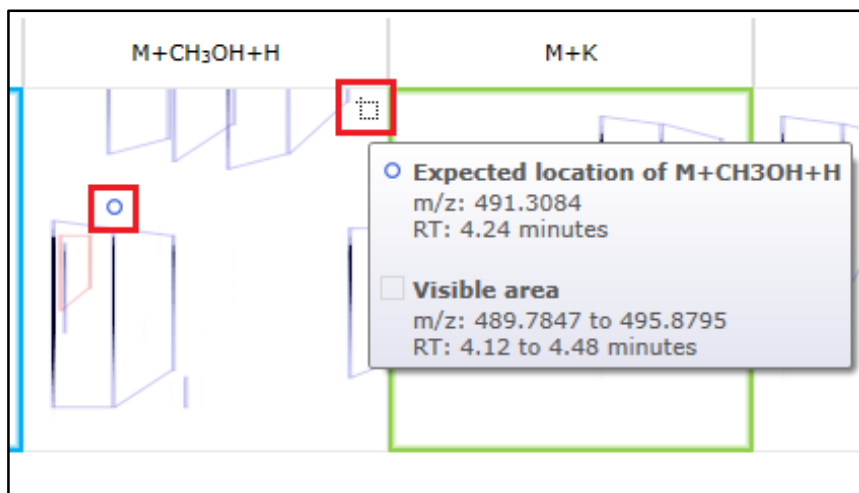 M+CH₃OH+H
M+K
Expected location of M+CH3OH+H
m/z: 491.3084
RT: 4.24 minutes
Visible area
m/z: 489.7847 to 495.8795
RT: 4.12 to 4.48 minutes